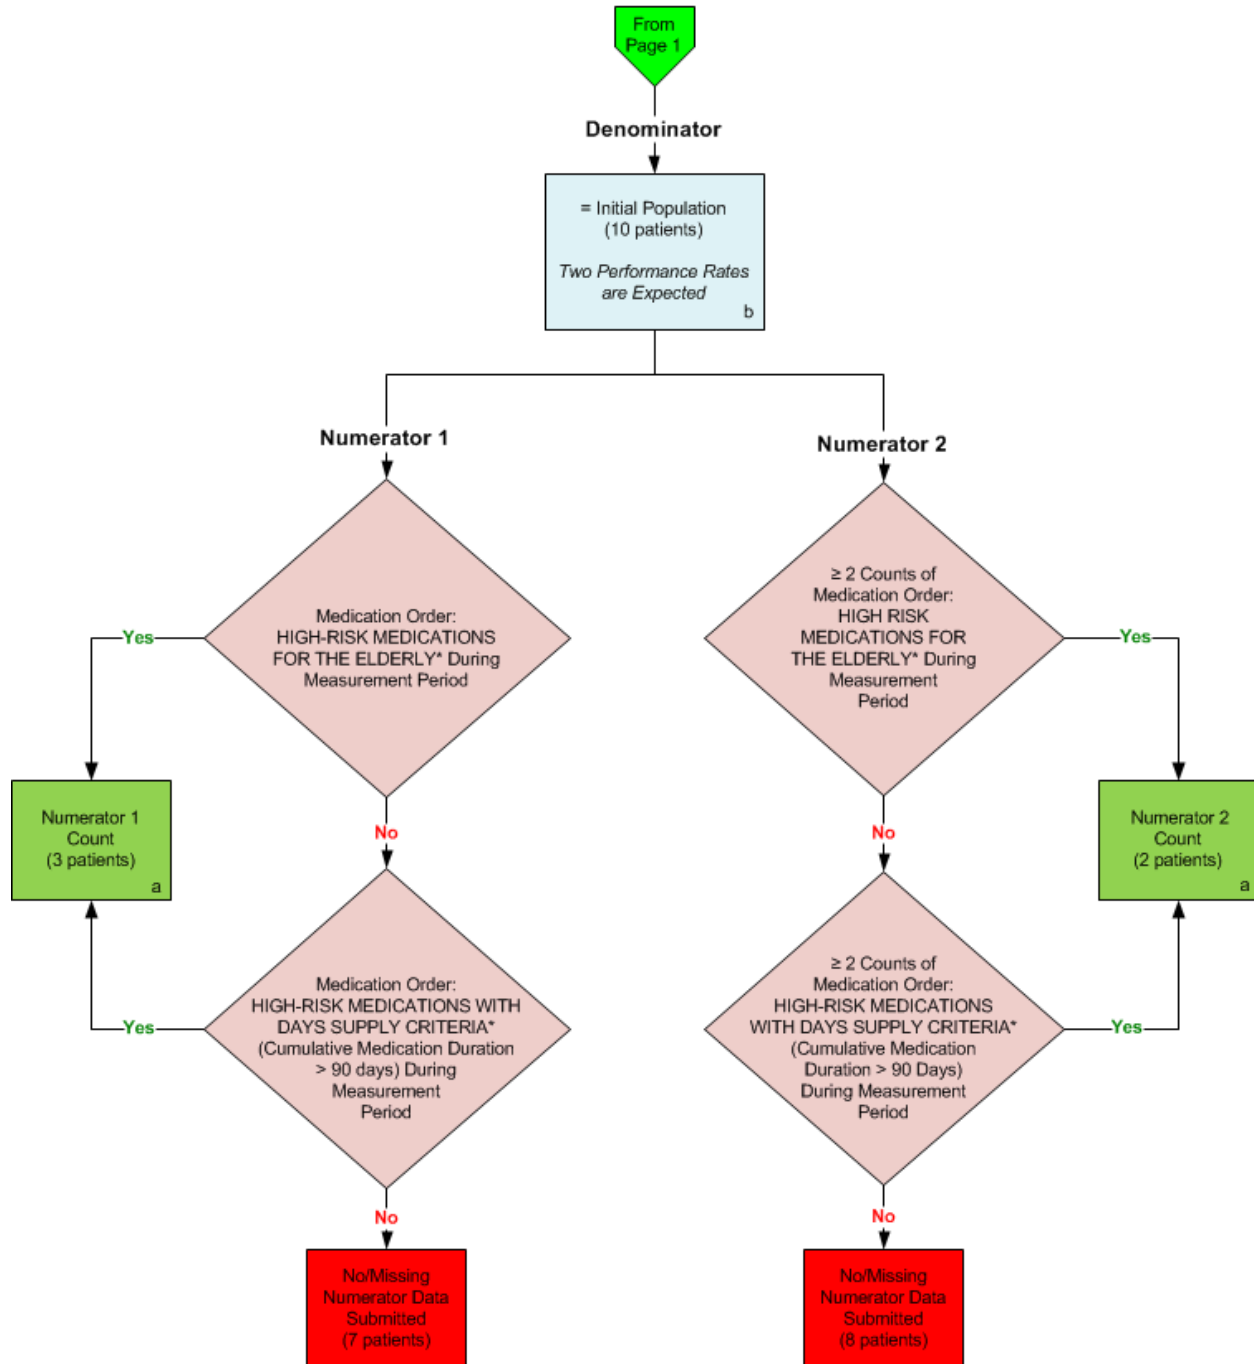 From
Page 1
Denominator
= Initial Population
(10 patients)
Two Performance Rates
are Expected
b
Numerator 1
Numerator 2
Medication Order:
HIGH-RISK MEDICATIONS
FOR THE ELDERLY* During
Measurement Period
≥ 2 Counts of
Medication Order:
HIGH RISK
MEDICATIONS FOR
THE ELDERLY* During
Measurement
Period
Yes
Yes
Numerator 1
Count
(3 patients)
a
No
No
Numerator 2
Count
(2 patients)
a
Medication Order:
HIGH-RISK MEDICATIONS WITH
DAYS SUPPLY CRITERIA*
(Cumulative Medication Duration
> 90 days) During
Measurement
Period
≥ 2 Counts of
Medication Order:
HIGH-RISK MEDICATIONS
WITH DAYS SUPPLY CRITERIA*
(Cumulative Medication
Duration > 90 Days)
During Measurement
Period
Yes
Yes
No
No
No/Missing
Numerator Data
Submitted
(7 patients)
No/Missing
Numerator Data
Submitted
(8 patients)